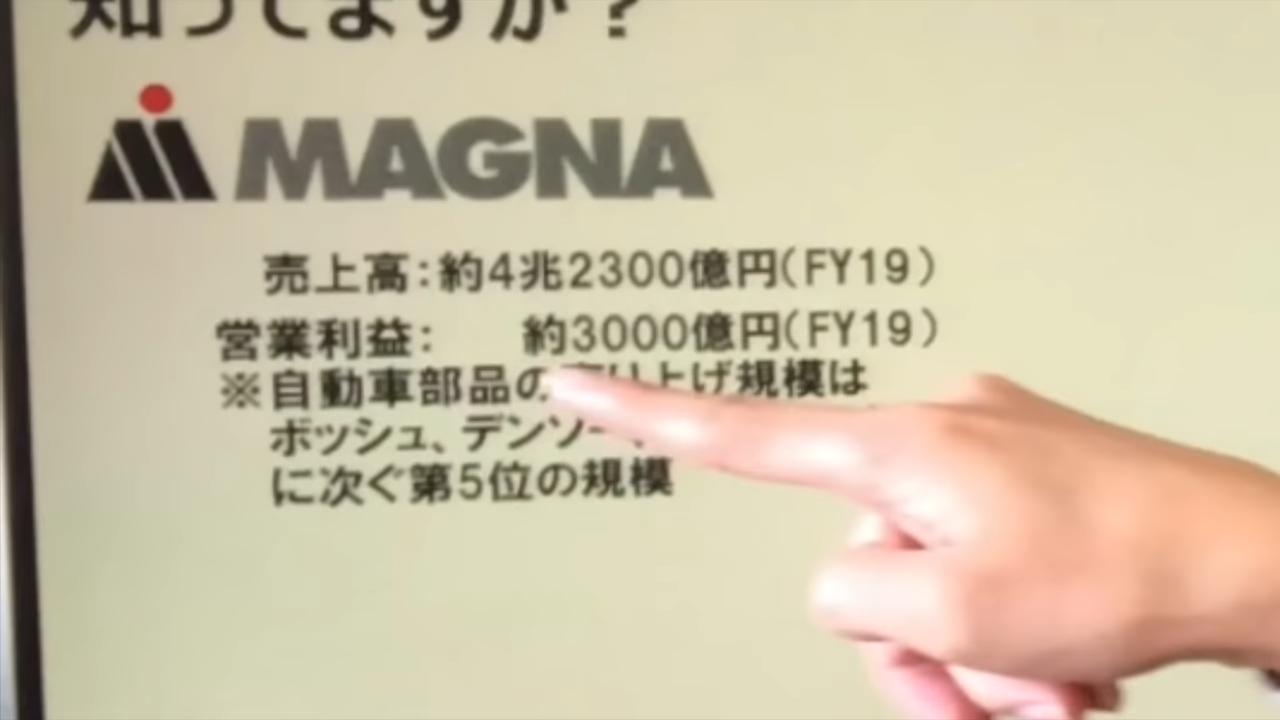 知ってますか？
MAGNA
売上高：約4兆2300億円（FY19）
営業利益： 約3000億円（FY19）
※自動車部品の売り上げ規模は
ボッシュ、デンソー、
に次ぐ第5位の規模